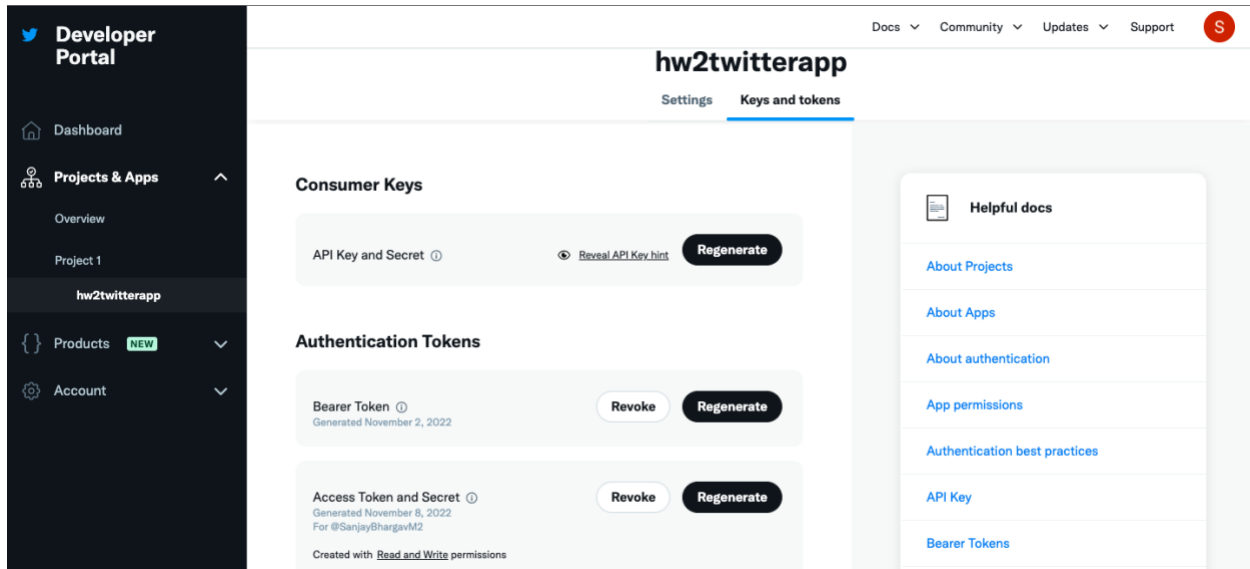 Developer
Portal
Docs
Community
Updates
Support
S
hw2twitterapp
Settings
Keys and tokens
Dashboard
Projects & Apps
Overview
Project 1
hw2twitterapp
Products NEW
Account
Consumer Keys
API Key and Secret
Reveal API Key hint
Regenerate
Authentication Tokens
Bearer Token
Generated November 2, 2022
Revoke
Regenerate
Access Token and Secret
Generated November 8, 2022
For @SanjayBhargavM2
Revoke
Regenerate
Created with Read and Write permissions
Helpful docs
About Projects
About Apps
About authentication
App permissions
Authentication best practices
API Key
Bearer Tokens